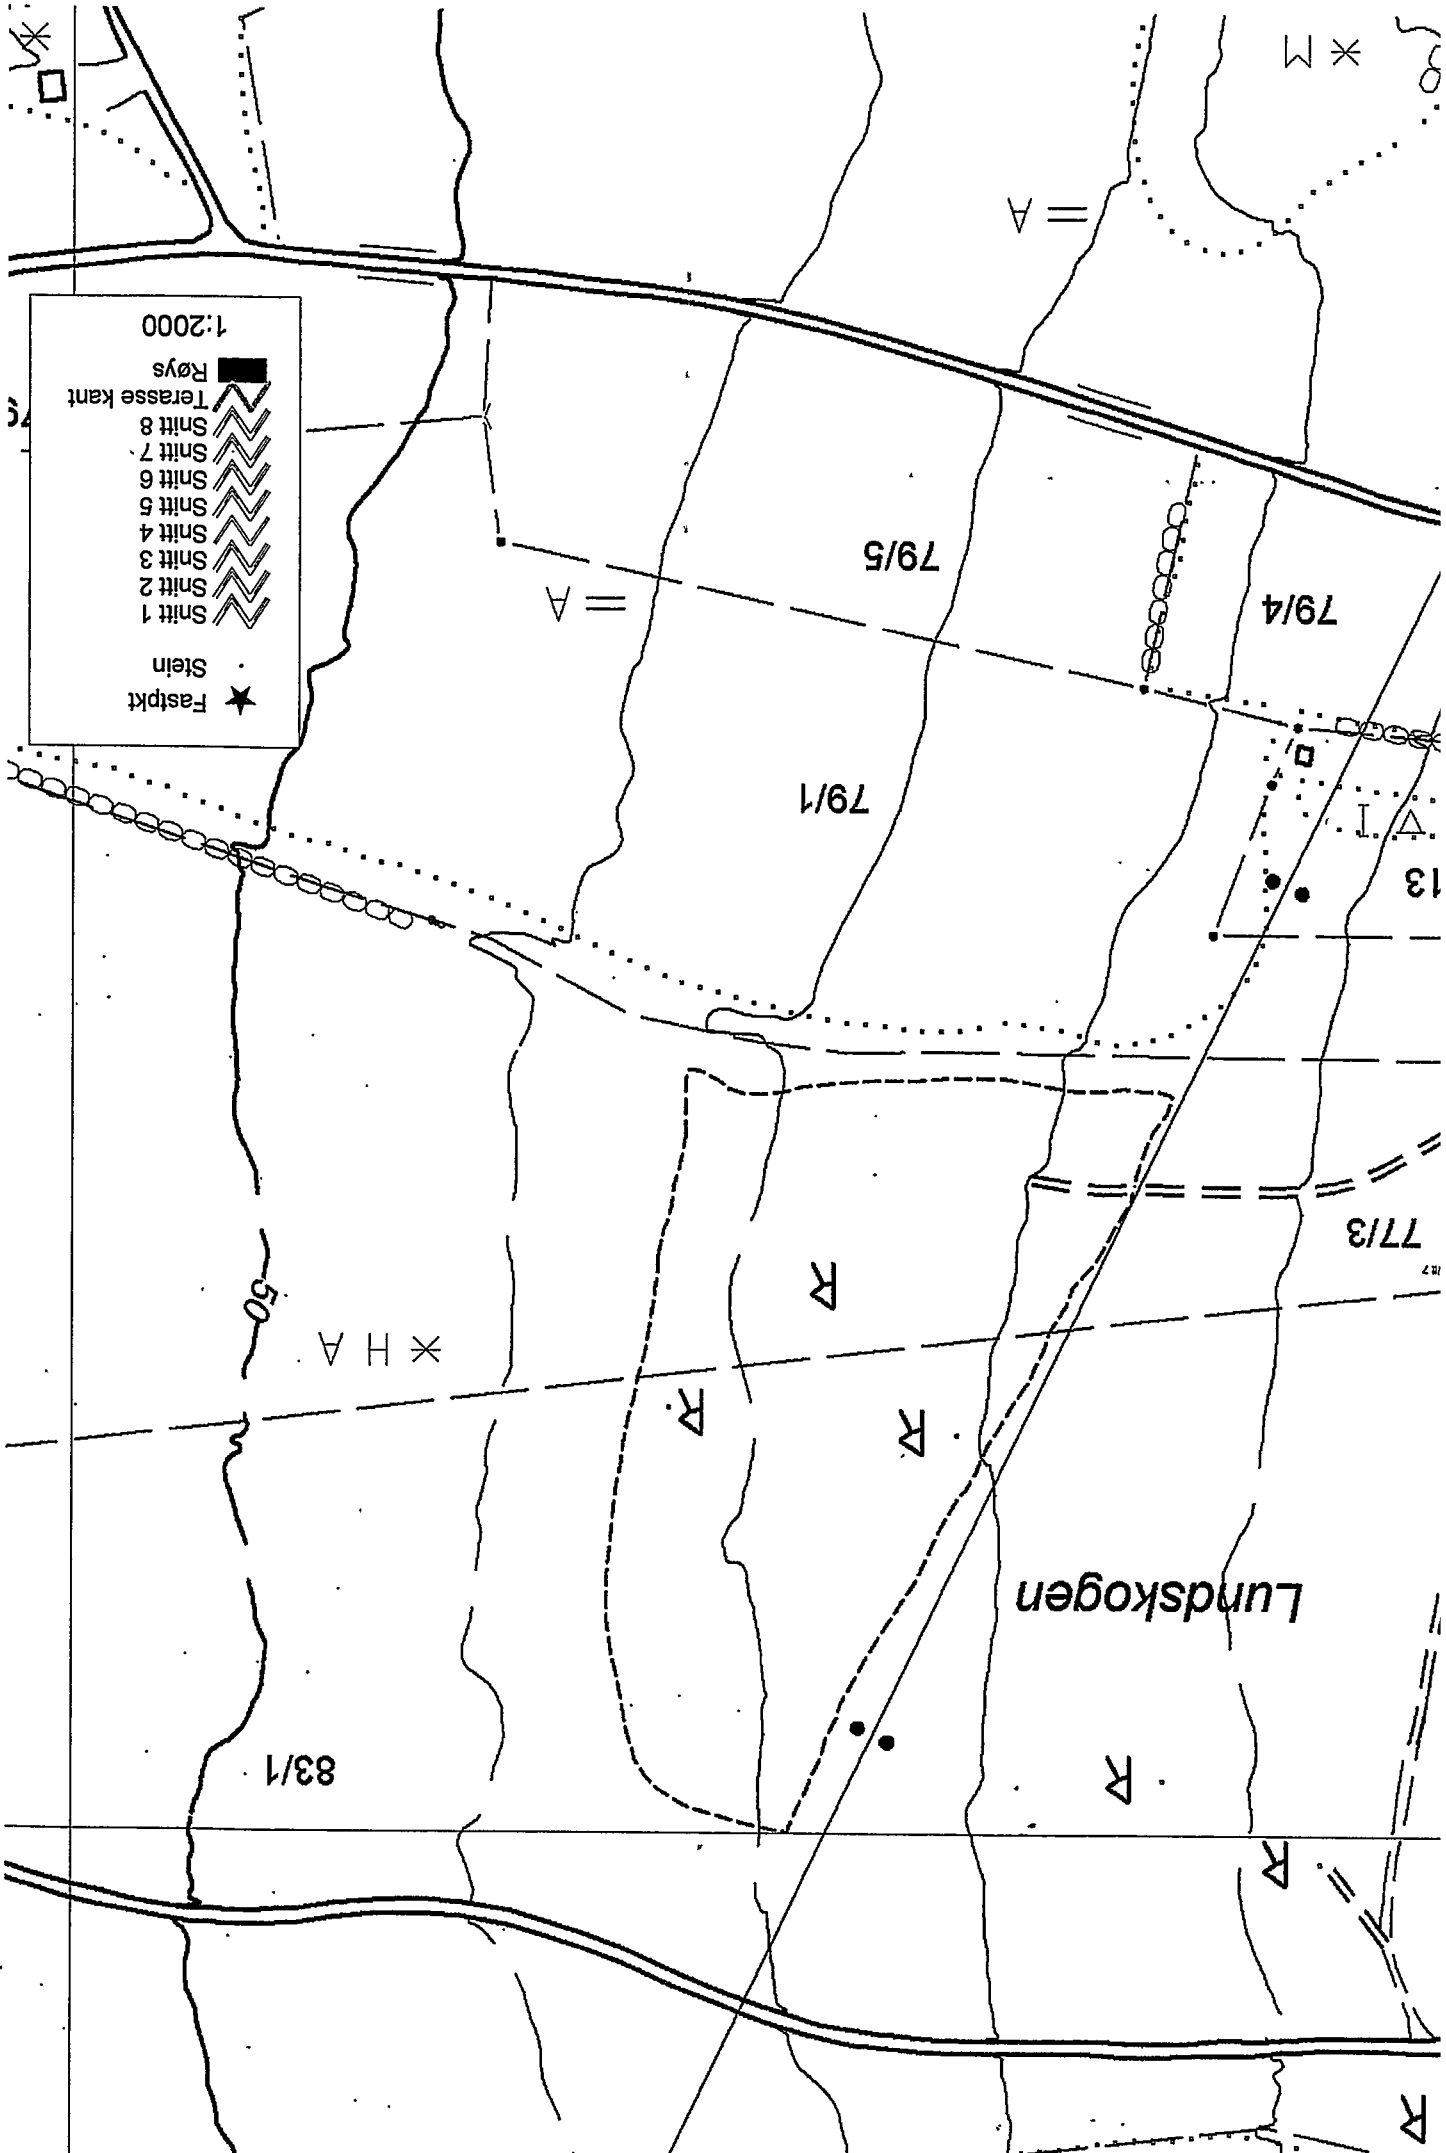 R
R
83/1
R
Lundskogen
R
R
* H A
50
R
77/3
13
79/1
Fastpkt
Stein
Snitt 1
Snitt 2
Snitt 3
Snitt 4
Snitt 5
Snitt 6
Snitt 7
Snitt 8
Terasse kant
Røys
1:2000
79/4
= A
79/5
= A
* M